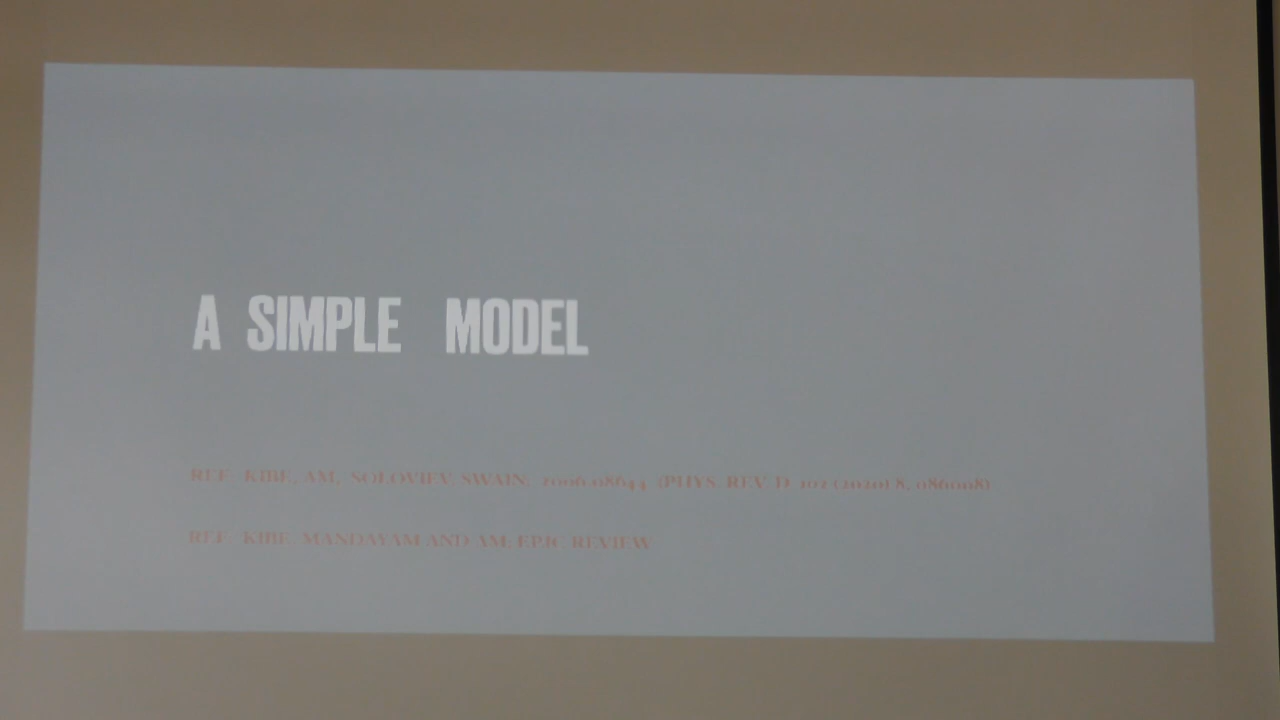 A SIMPLE MODEL
REF: KIBE, AM, SOLOVIEV, SWAIN, 2006.08644 (PHYS. REV. D 102 (2020) 8, 086008)
REF: KIBE, MANDAYAM AND AM: EPJC REVIEW